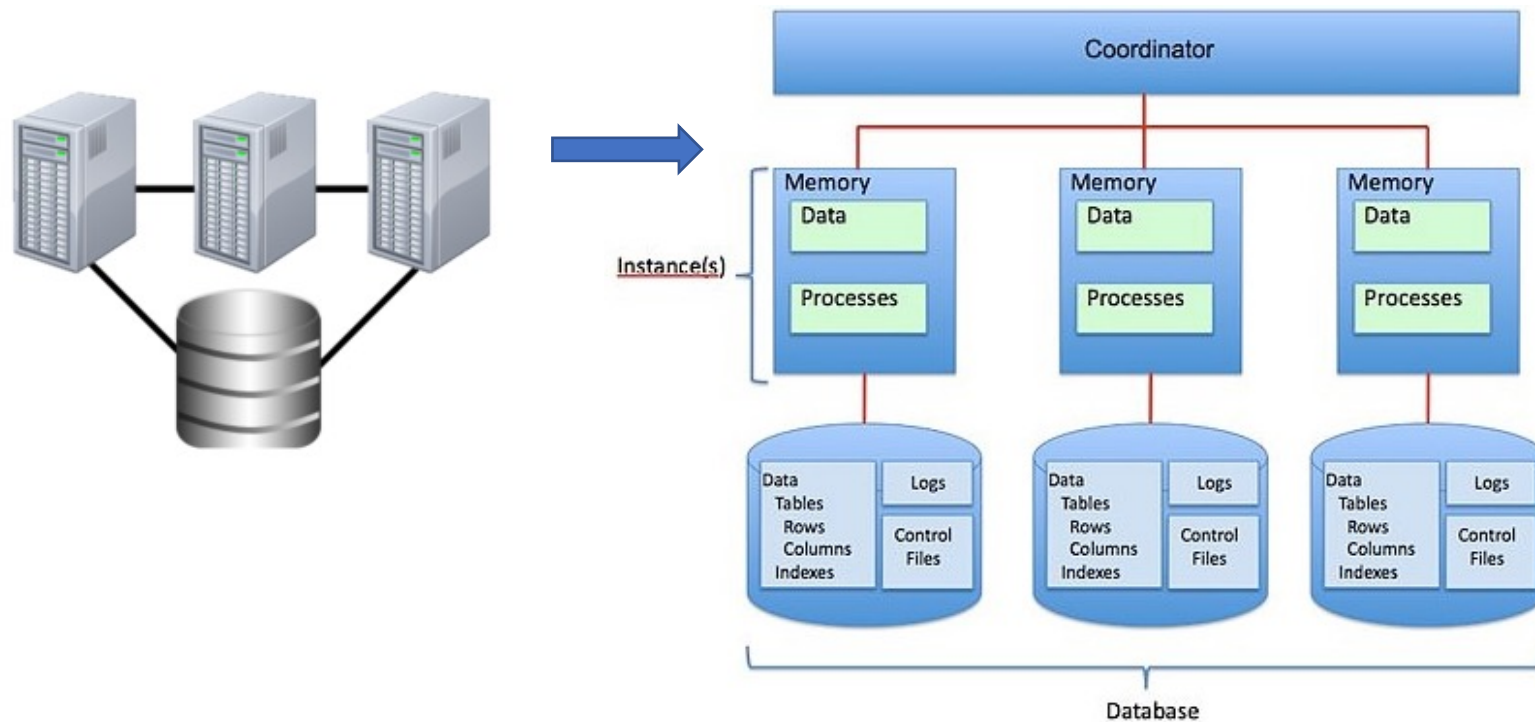 Coordinator
Memory
Data
Processes
Memory
Data
Processes
Memory
Data
Processes
Instance(s)
Data
Tables
Rows
Columns
Indexes
Logs
Control
Files
Data
Tables
Rows
Columns
Indexes
Logs
Control
Files
Data
Tables
Rows
Columns
Indexes
Logs
Control
Files
Database